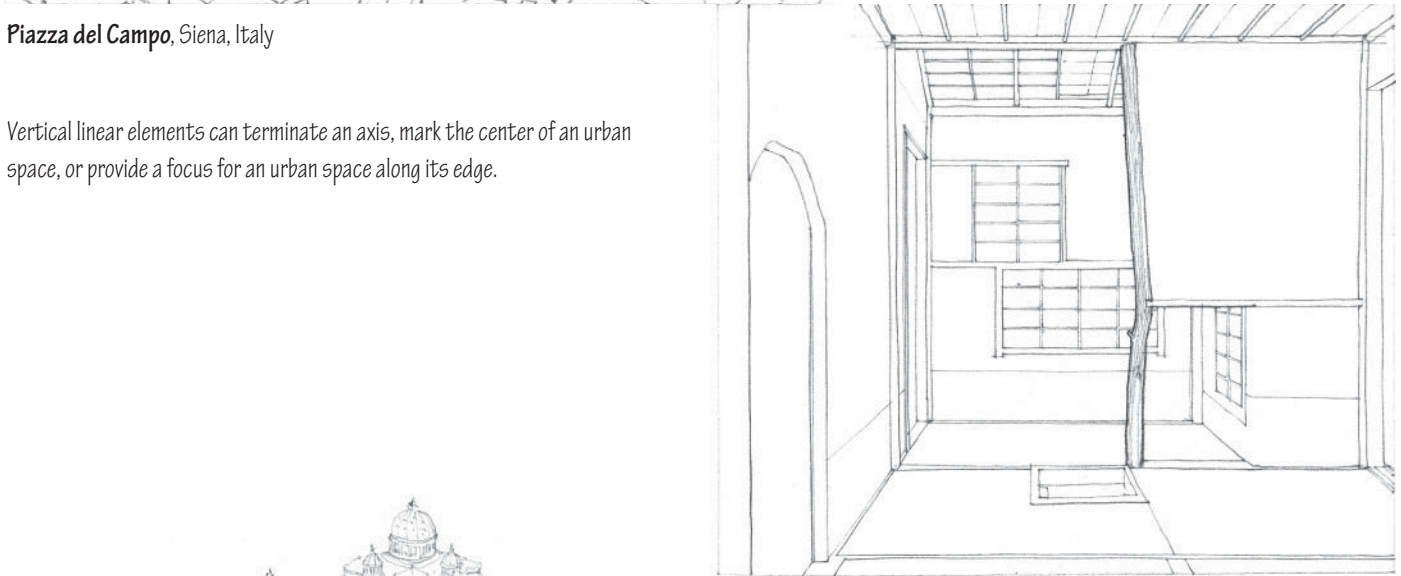 Piazza del Campo, Siena, Italy
Vertical linear elements can terminate an axis, mark the center of an urban
space, or provide a focus for an urban space along its edge.